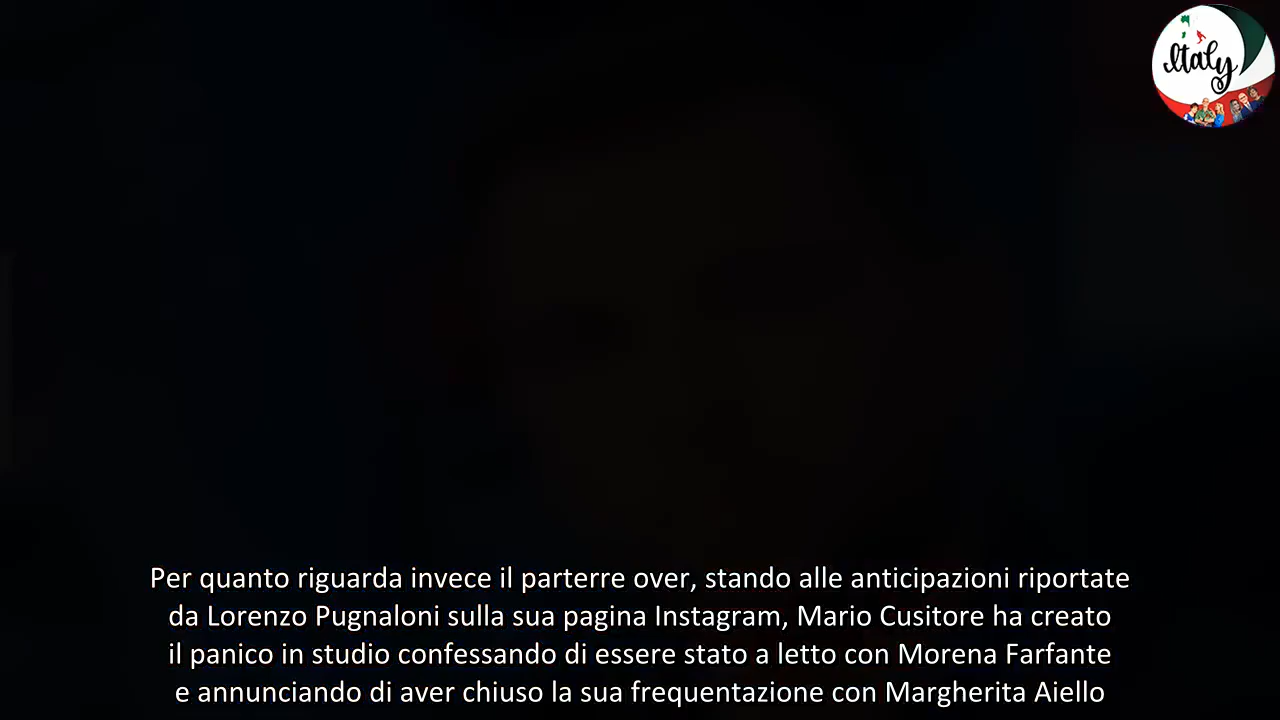 Italy
Per quanto riguarda invece il parterre over, stando alle anticipazioni riportate
da Lorenzo Pugnaloni sulla sua pagina Instagram, Mario Cusitore ha creato
il panico in studio confessando di essere stato a letto con Morena Farfante
e annunciando di aver chiuso la sua frequentazione con Margherita Aiello